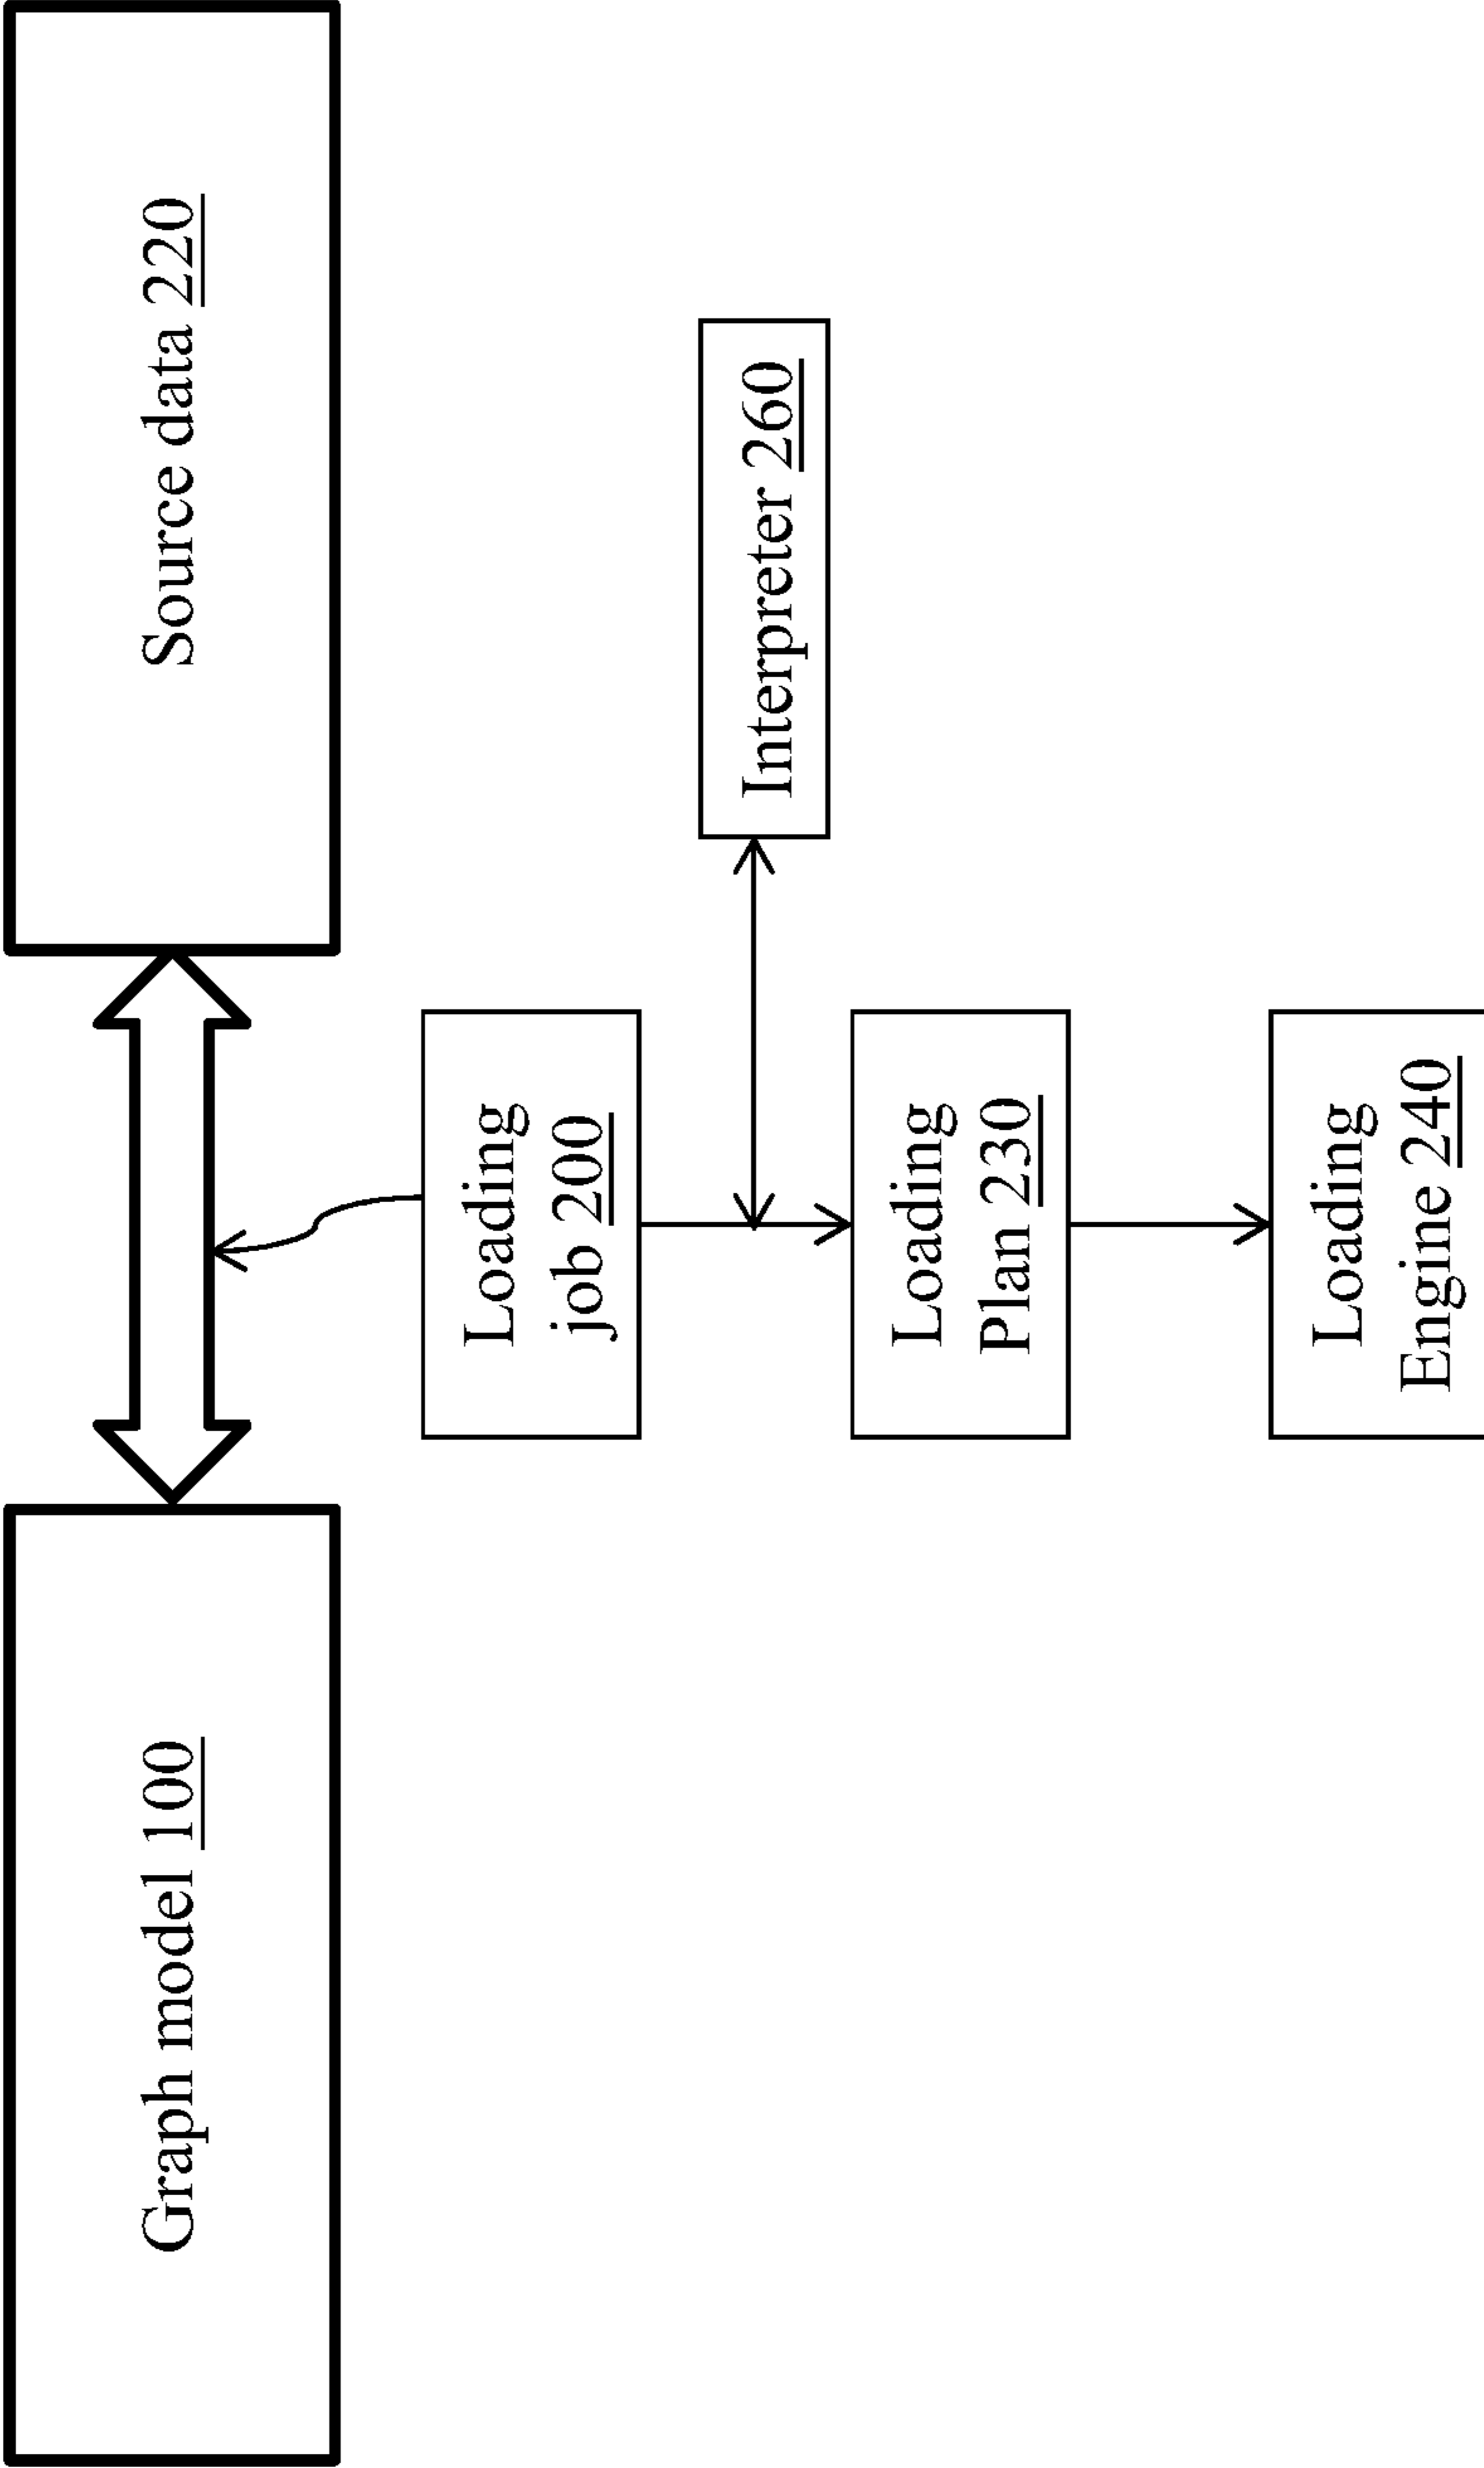 Graph model 100
Source data 220
Loading
job 200
Interpreter 260
Loading
Plan 230
Loading
Engine 240